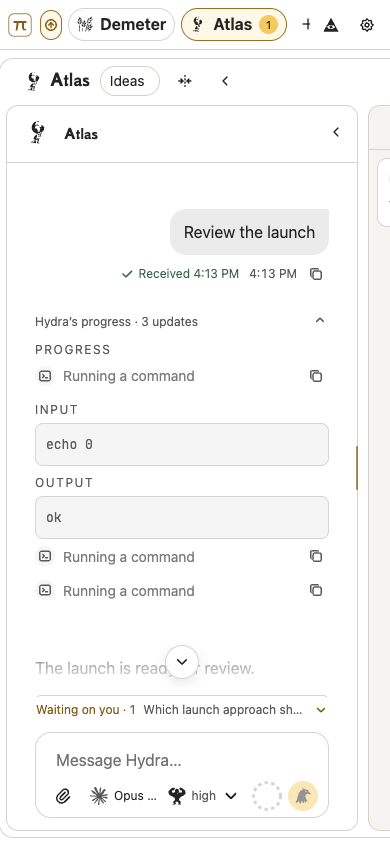 π
Demeter
Atlas 1
Atlas Ideas
Atlas
Review the launch
Received 4:13 PM 4:13 PM
Hydra's progress · 3 updates
PROGRESS
Running a command
INPUT
echo 0
OUTPUT
ok
Running a command
Running a command
The launch is ready review.
Waiting on you · 1 Which launch approach sh...
Message Hydra...
Opus ... high